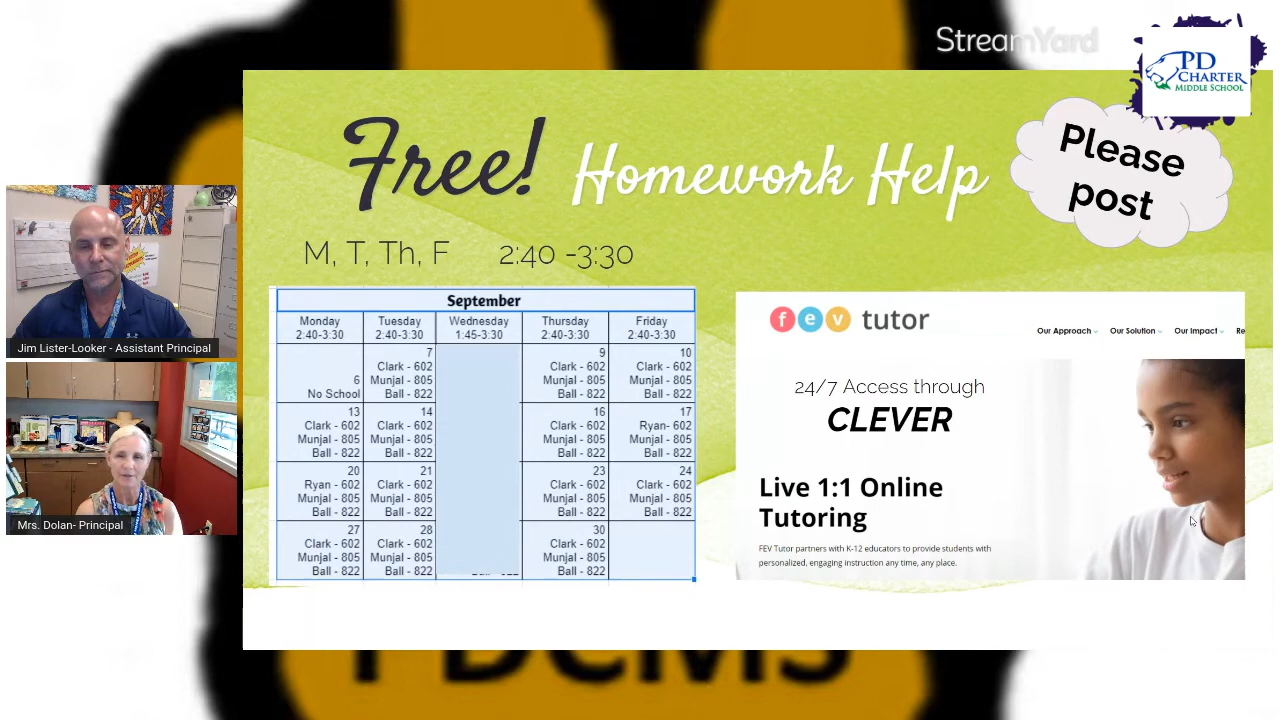 StreamYard
PD
CHARTER
MIDDLE SCHOOL
Free! Homework Help
Please
post
M, T, Th, F 2:40 -3:30
September
Monday Tuesday Wednesday Thursday Friday
2:40-3:30 2:40-3:30 1:45-3:30 2:40-3:30 2:40-3:30
7 9 10
Clark - 602 Clark - 602 Clark - 602
6 Munjal - 805 Munjal - 805 Munjal - 805
No School Ball - 822 Ball - 822 Ball - 822
13 14 16 17
Clark - 602 Clark - 602 Clark - 602 Ryan- 602
Munjal - 805 Munjal - 805 Munjal - 805 Munjal - 805
Ball - 822 Ball - 822 Ball - 822 Ball - 822
20 21 23 24
Ryan - 602 Clark - 602 Clark - 602 Clark - 602
Munjal - 805 Munjal - 805 Munjal - 805 Munjal - 805
Ball - 822 Ball - 822 Ball - 822 Ball - 822
27 28 30
Clark - 602 Clark - 602 Clark - 602
Munjal - 805 Munjal - 805 Munjal - 805
Ball - 822 Ball - 822 Ball - 822
fev tutor
Our Approach Our Solution Our Impact Re
24/7 Access through
CLEVER
Live 1:1 Online
Tutoring
FEV Tutor partners with K-12 educators to provide students with
personalized, engaging instruction any time, any place.
POP!
Jim Lister-Looker - Assistant Principal
Mrs. Dolan- Principal
PDCMS